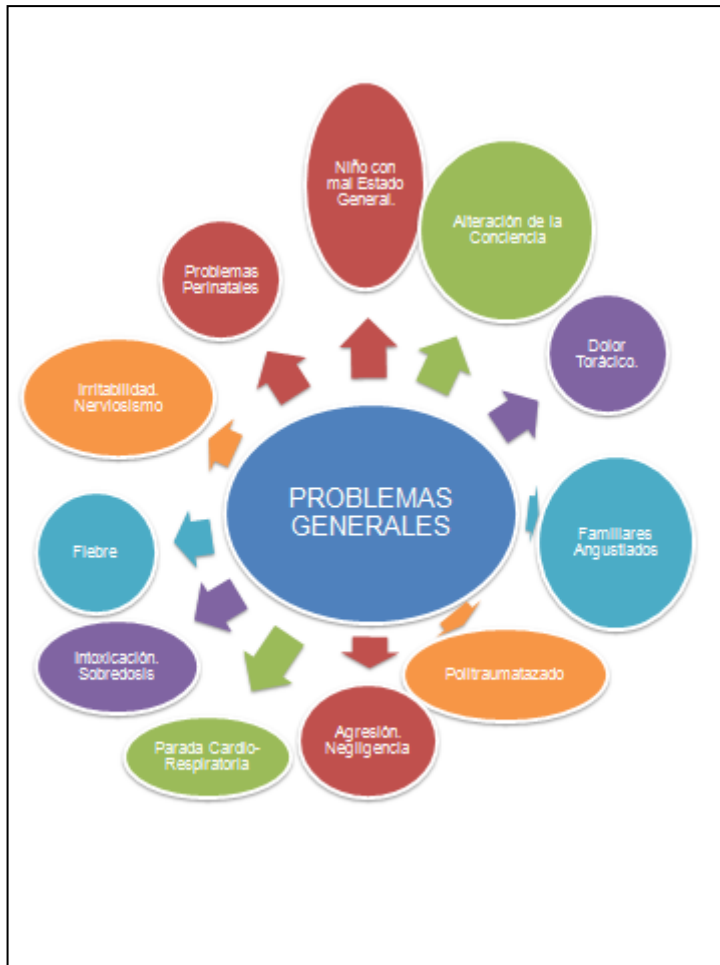 Niño con
mal Estado
General.
Alteración de la
Conciencia
Problemas
Perinatales
Dolor
Torácico.
Irritabilidad.
Nerviosismo
PROBLEMAS
GENERALES
Fiebre
Familiares
Angustiados
Intoxicación.
Sobredosis
Politraumatazado
Agresión.
Negligencia
Parada Cardio-
Respiratoria